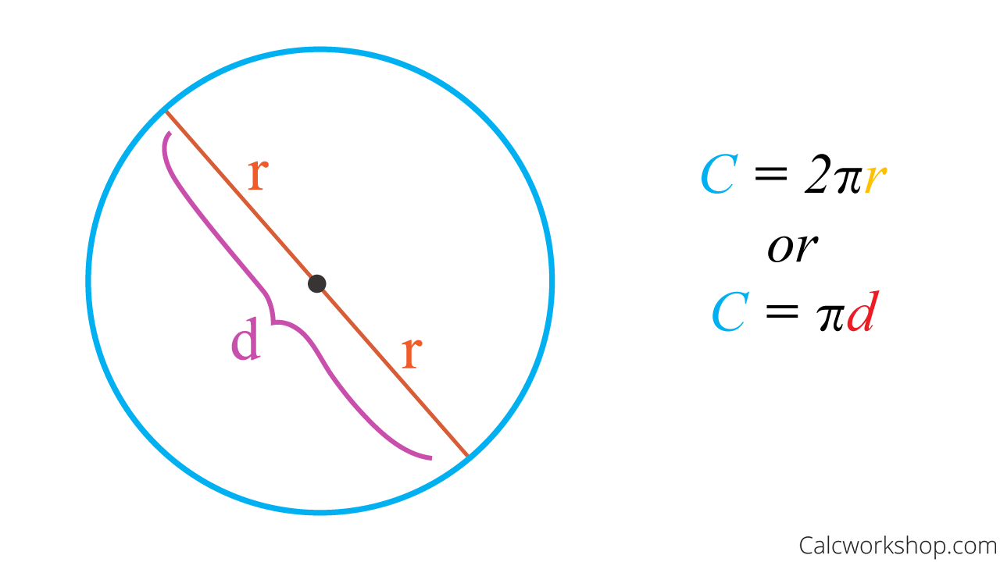 r
d
r
C = 2πr
or
C = πd
Calcworkshop.com